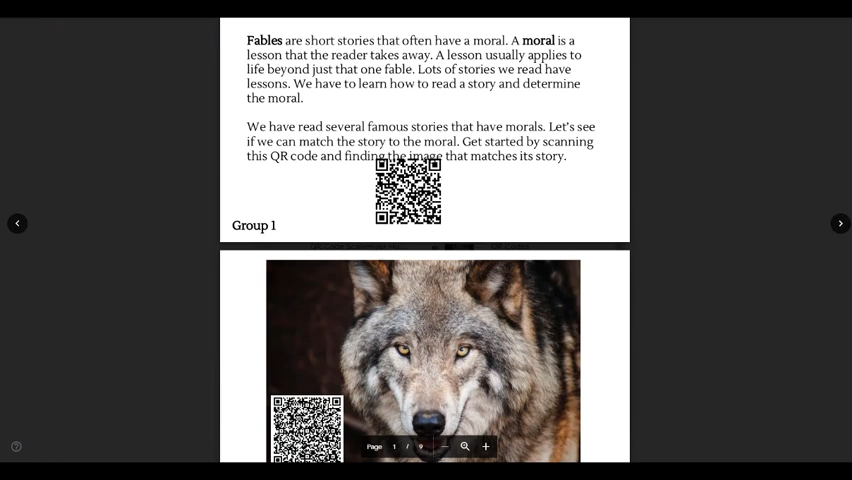 Fables are short stories that often have a moral. A moral is a
lesson that the reader takes away. A lesson usually applies to
life beyond just that one fable. Lots of stories we read have
lessons. We have to learn how to read a story and determine
the moral.
We have read several famous stories that have morals. Let's see
if we can match the story to the moral. Get started by scanning
this QR code and finding the image that matches its story.
Group 1
Page 1 / 9